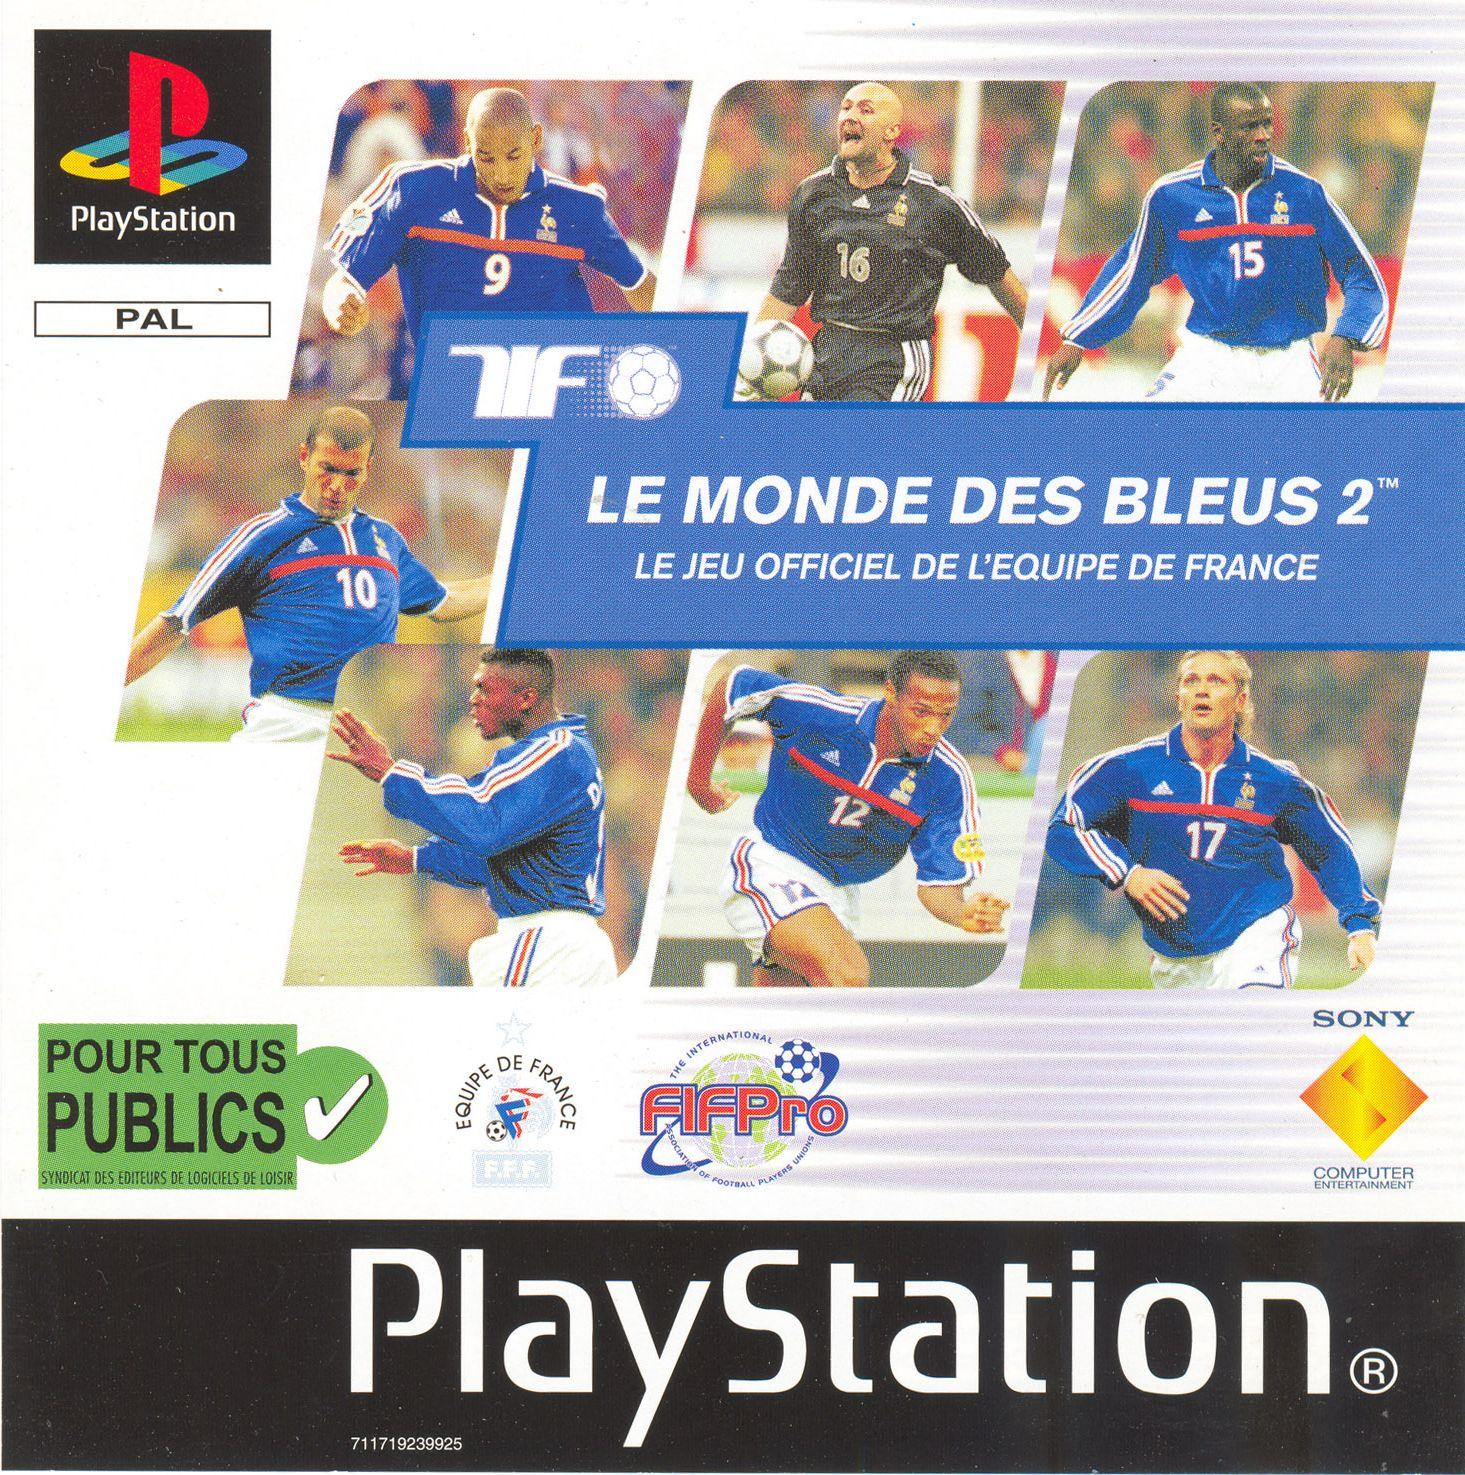 PlayStation
PAL
9
16
15
TIF
LE MONDE DES BLEUS 2™
LE JEU OFFICIEL DE L'EQUIPE DE FRANCE
10
12
17
POUR TOUS
PUBLICS
SYNDICAT DES EDITEURS DE LOGICIELS DE LOISIR
EQUIPE DE FRANCE
F.F.F.
THE INTERNATIONAL
FIFPro
ASSOCIATION OF FOOTBALL PLAYERS UNIONS
SONY
COMPUTER
ENTERTAINMENT
PlayStation®
711719239925